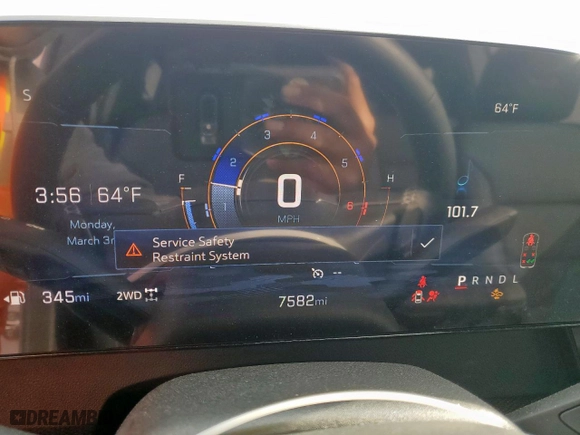 S
64°F
3
4
2
5
6
F
H
0
MPH
3:56 64°F
101.7
Monday,
March 3r
Service Safety
Restraint System
--
P R N D L
345mi
2WD
7582mi
DREAMB